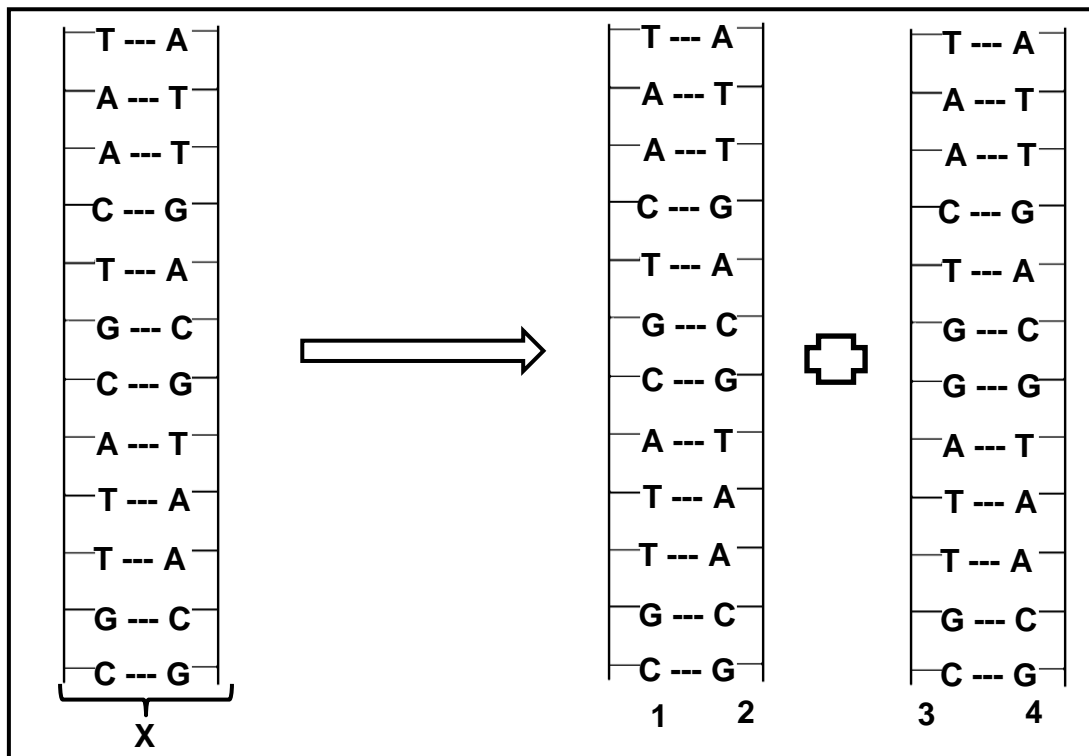 T --- A
A --- T
A --- T
C --- G
T --- A
G --- C
C --- G
A --- T
T --- A
T --- A
G --- C
C --- G
X
T --- A
A --- T
A --- T
C --- G
T --- A
G --- C
C --- G
A --- T
T --- A
T --- A
G --- C
C --- G
1 2
T --- A
A --- T
A --- T
C --- G
T --- A
G --- C
G --- G
A --- T
T --- A
T --- A
G --- C
C --- G
3 4